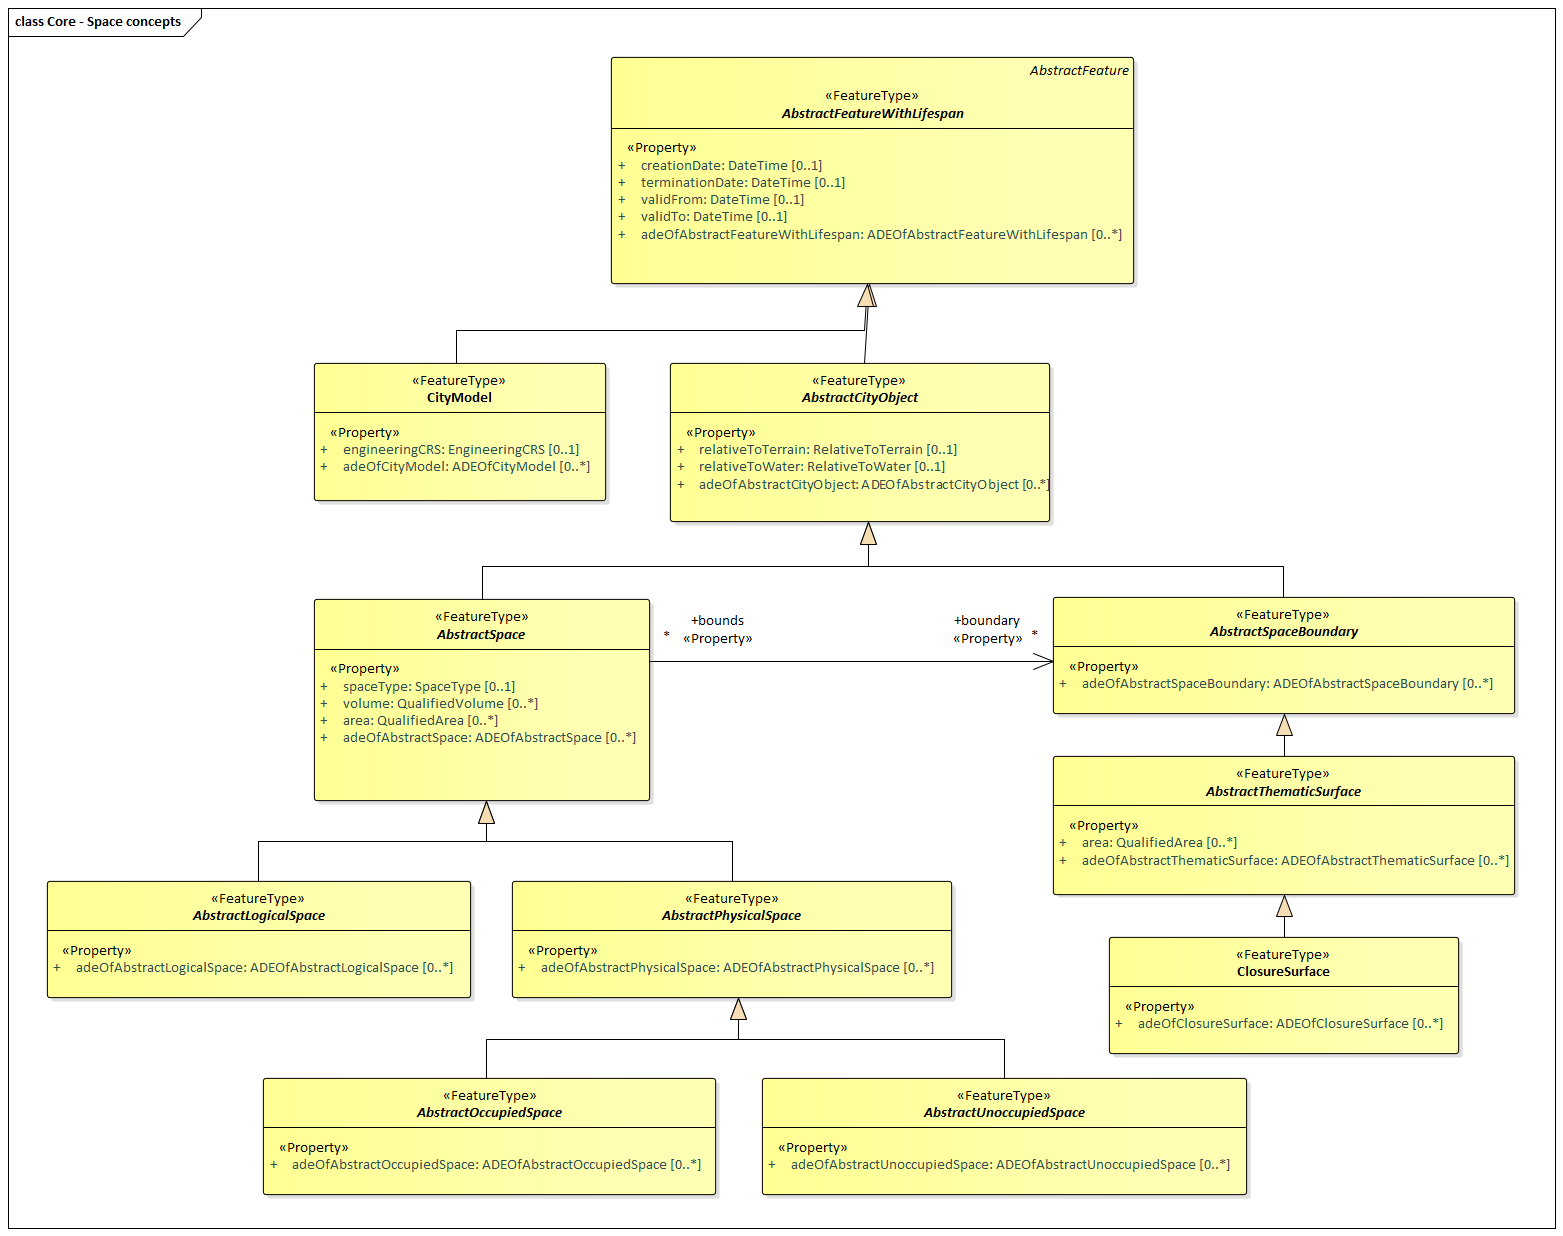 class Core - Space concepts
AbstractFeature
«FeatureType»
AbstractFeatureWithLifespan
«Property»
+ creationDate: DateTime [0..1]
+ terminationDate: DateTime [0..1]
+ validFrom: DateTime [0..1]
+ validTo: DateTime [0..1]
+ adeOfAbstractFeatureWithLifespan: ADEOfAbstractFeatureWithLifespan [0..*]
«FeatureType»
CityModel
«Property»
+ engineeringCRS: EngineeringCRS [0..1]
+ adeOfCityModel: ADEOfCityModel [0..*]
«FeatureType»
AbstractCityObject
«Property»
+ relativeToTerrain: RelativeToTerrain [0..1]
+ relativeToWater: RelativeToWater [0..1]
+ adeOfAbstractCityObject: ADEOfAbstractCityObject [0..*]
«FeatureType»
AbstractSpace
«Property»
+ spaceType: SpaceType [0..1]
+ volume: QualifiedVolume [0..*]
+ area: QualifiedArea [0..*]
+ adeOfAbstractSpace: ADEOfAbstractSpace [0..*]
+bounds
* «Property»
+boundary
«Property» *
«FeatureType»
AbstractSpaceBoundary
«Property»
+ adeOfAbstractSpaceBoundary: ADEOfAbstractSpaceBoundary [0..*]
«FeatureType»
AbstractThematicSurface
«Property»
+ area: QualifiedArea [0..*]
+ adeOfAbstractThematicSurface: ADEOfAbstractThematicSurface [0..*]
«FeatureType»
AbstractLogicalSpace
«Property»
+ adeOfAbstractLogicalSpace: ADEOfAbstractLogicalSpace [0..*]
«FeatureType»
AbstractPhysicalSpace
«Property»
+ adeOfAbstractPhysicalSpace: ADEOfAbstractPhysicalSpace [0..*]
«FeatureType»
ClosureSurface
«Property»
+ adeOfClosureSurface: ADEOfClosureSurface [0..*]
«FeatureType»
AbstractOccupiedSpace
«Property»
+ adeOfAbstractOccupiedSpace: ADEOfAbstractOccupiedSpace [0..*]
«FeatureType»
AbstractUnoccupiedSpace
«Property»
+ adeOfAbstractUnoccupiedSpace: ADEOfAbstractUnoccupiedSpace [0..*]